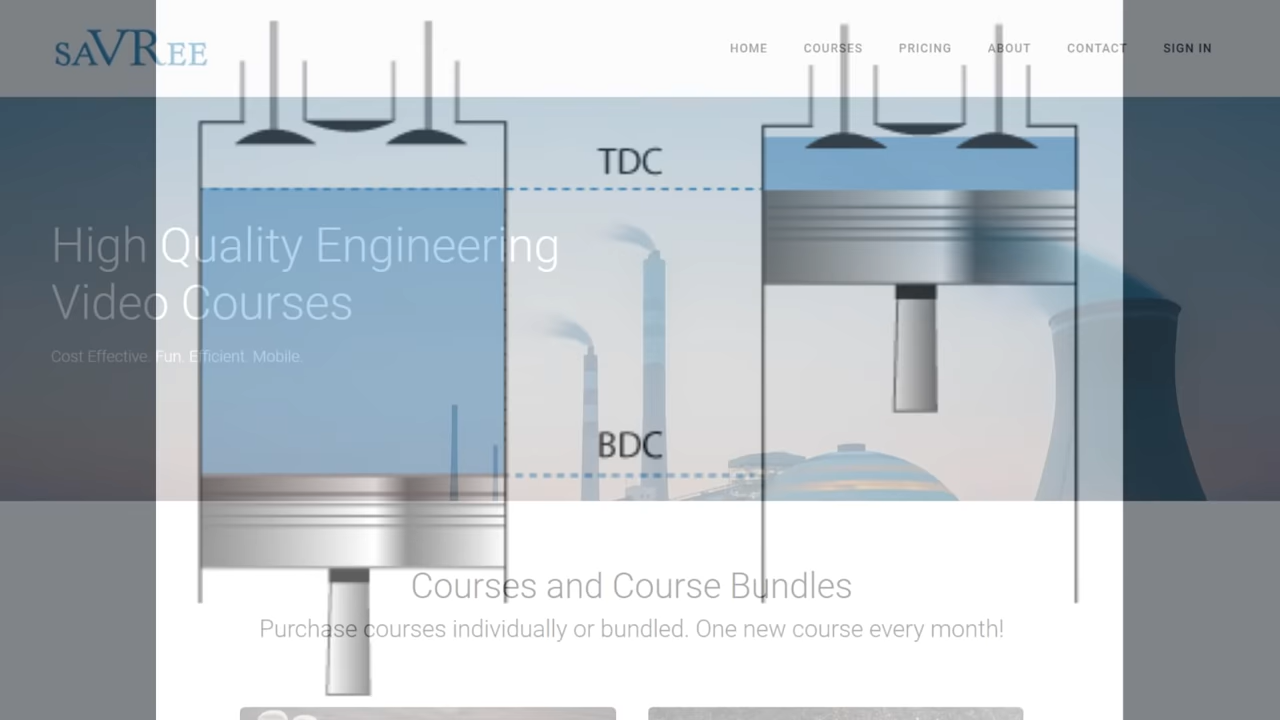 saVRee
HOME COURSES PRICING ABOUT CONTACT SIGN IN
TDC
High Quality Engineering
Video Courses
Cost Effective. Fun. Efficient. Mobile.
BDC
Courses and Course Bundles
Purchase courses individually or bundled. One new course every month!